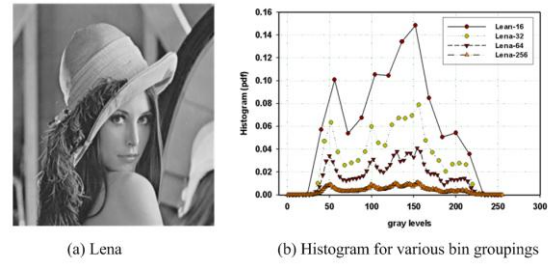 0.16
0.14
0.12
0.10
0.08
0.06
0.04
0.02
0.00
Histogram (pdf)
Lean-16
Lena-32
Lena-64
Lena-256
0 50 100 150 200 250 300
gray levels
(a) Lena
(b) Histogram for various bin groupings